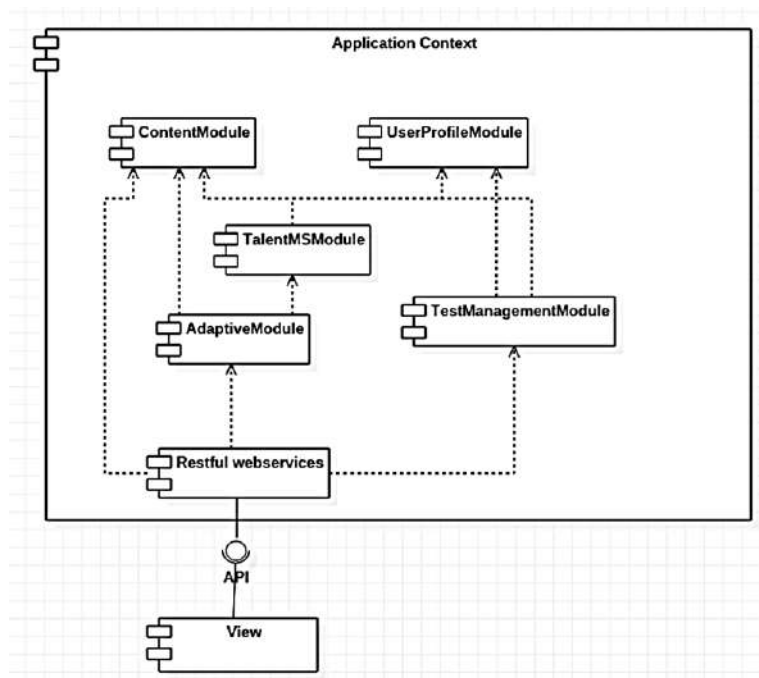 Application Context
ContentModule
UserProfileModule
TalentMSModule
TestManagementModule
AdaptiveModule
Restful webservices
API
View